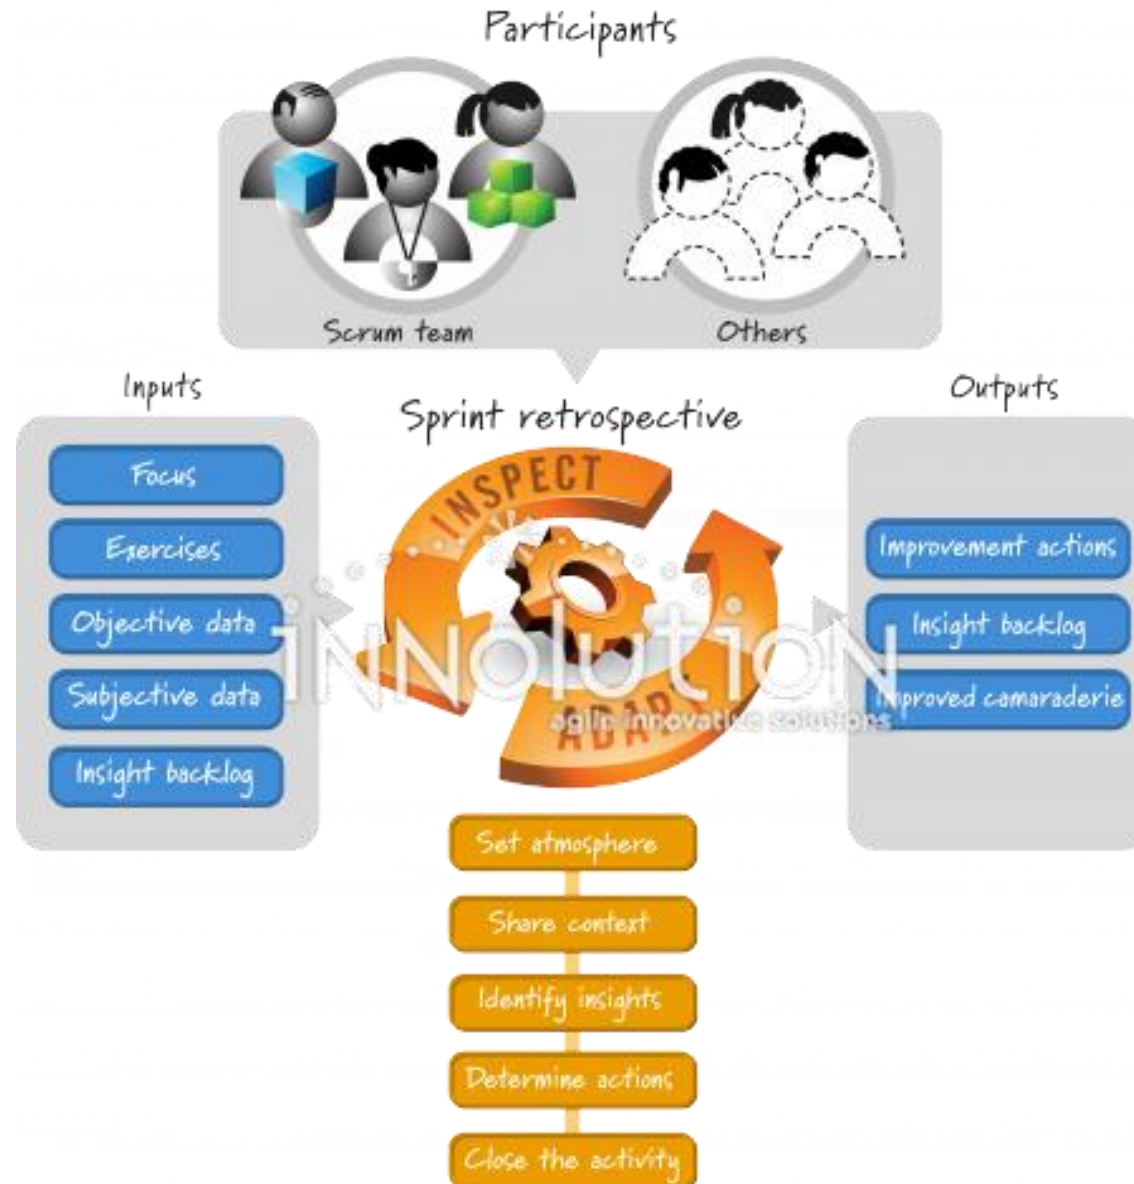 Participants
Scrum team
Others
Inputs
Focus
Exercises
Objective data
Subjective data
Insight backlog
Sprint retrospective
INSPECT
ADAPT
Outputs
Improvement actions
Insight backlog
Improved camaraderie
innolution
agile innovative solutions
Set atmosphere
Share context
Identify insights
Determine actions
Close the activity